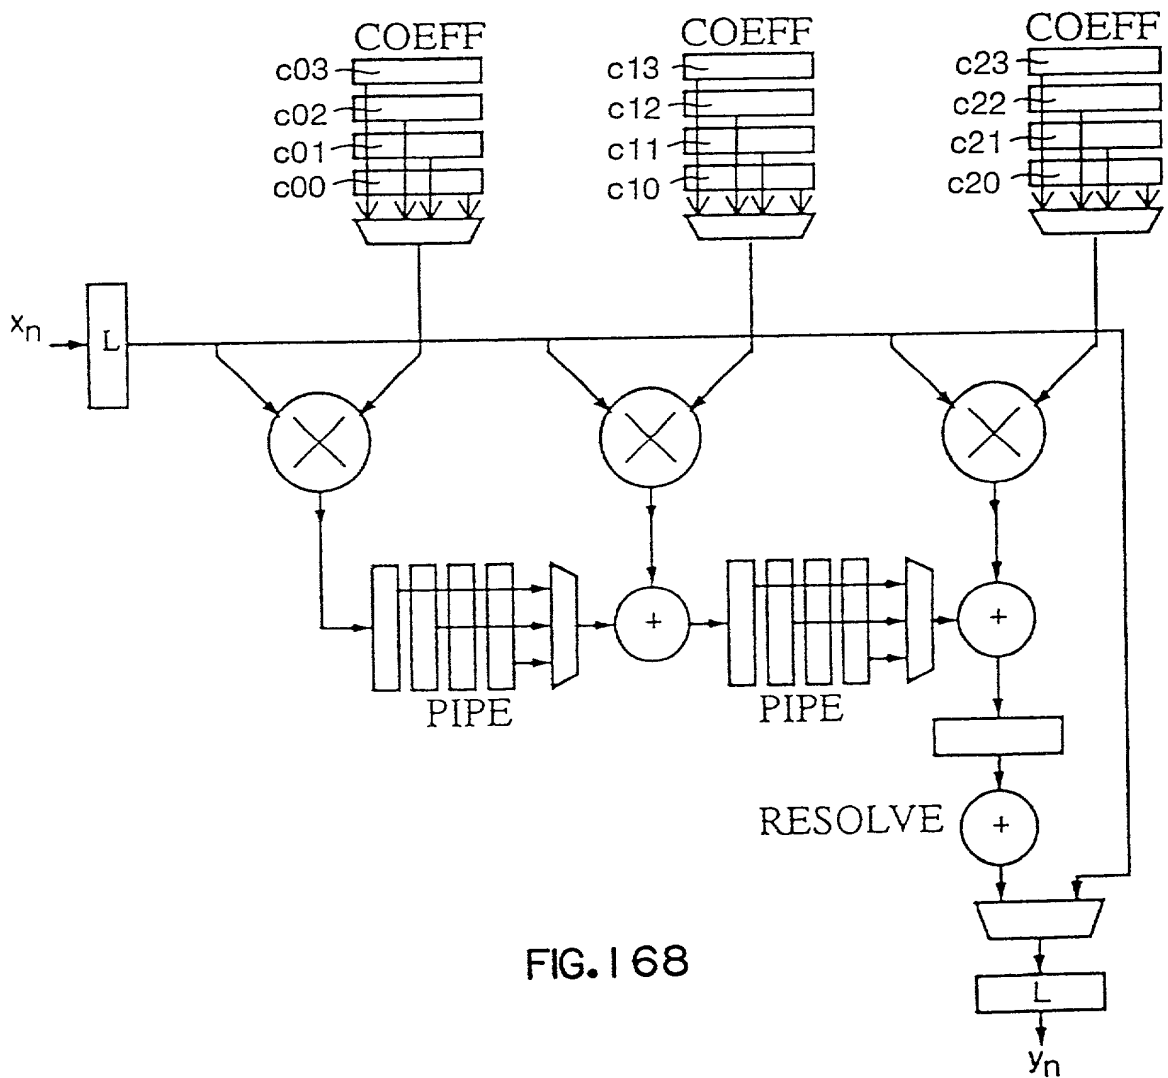 COEFF COEFF COEFF
c03 c13 c23
c02 c12 c22
c01 c11 c21
c00 c10 c20
xn
L
+ +
PIPE PIPE
RESOLVE +
FIG.168
L
yn